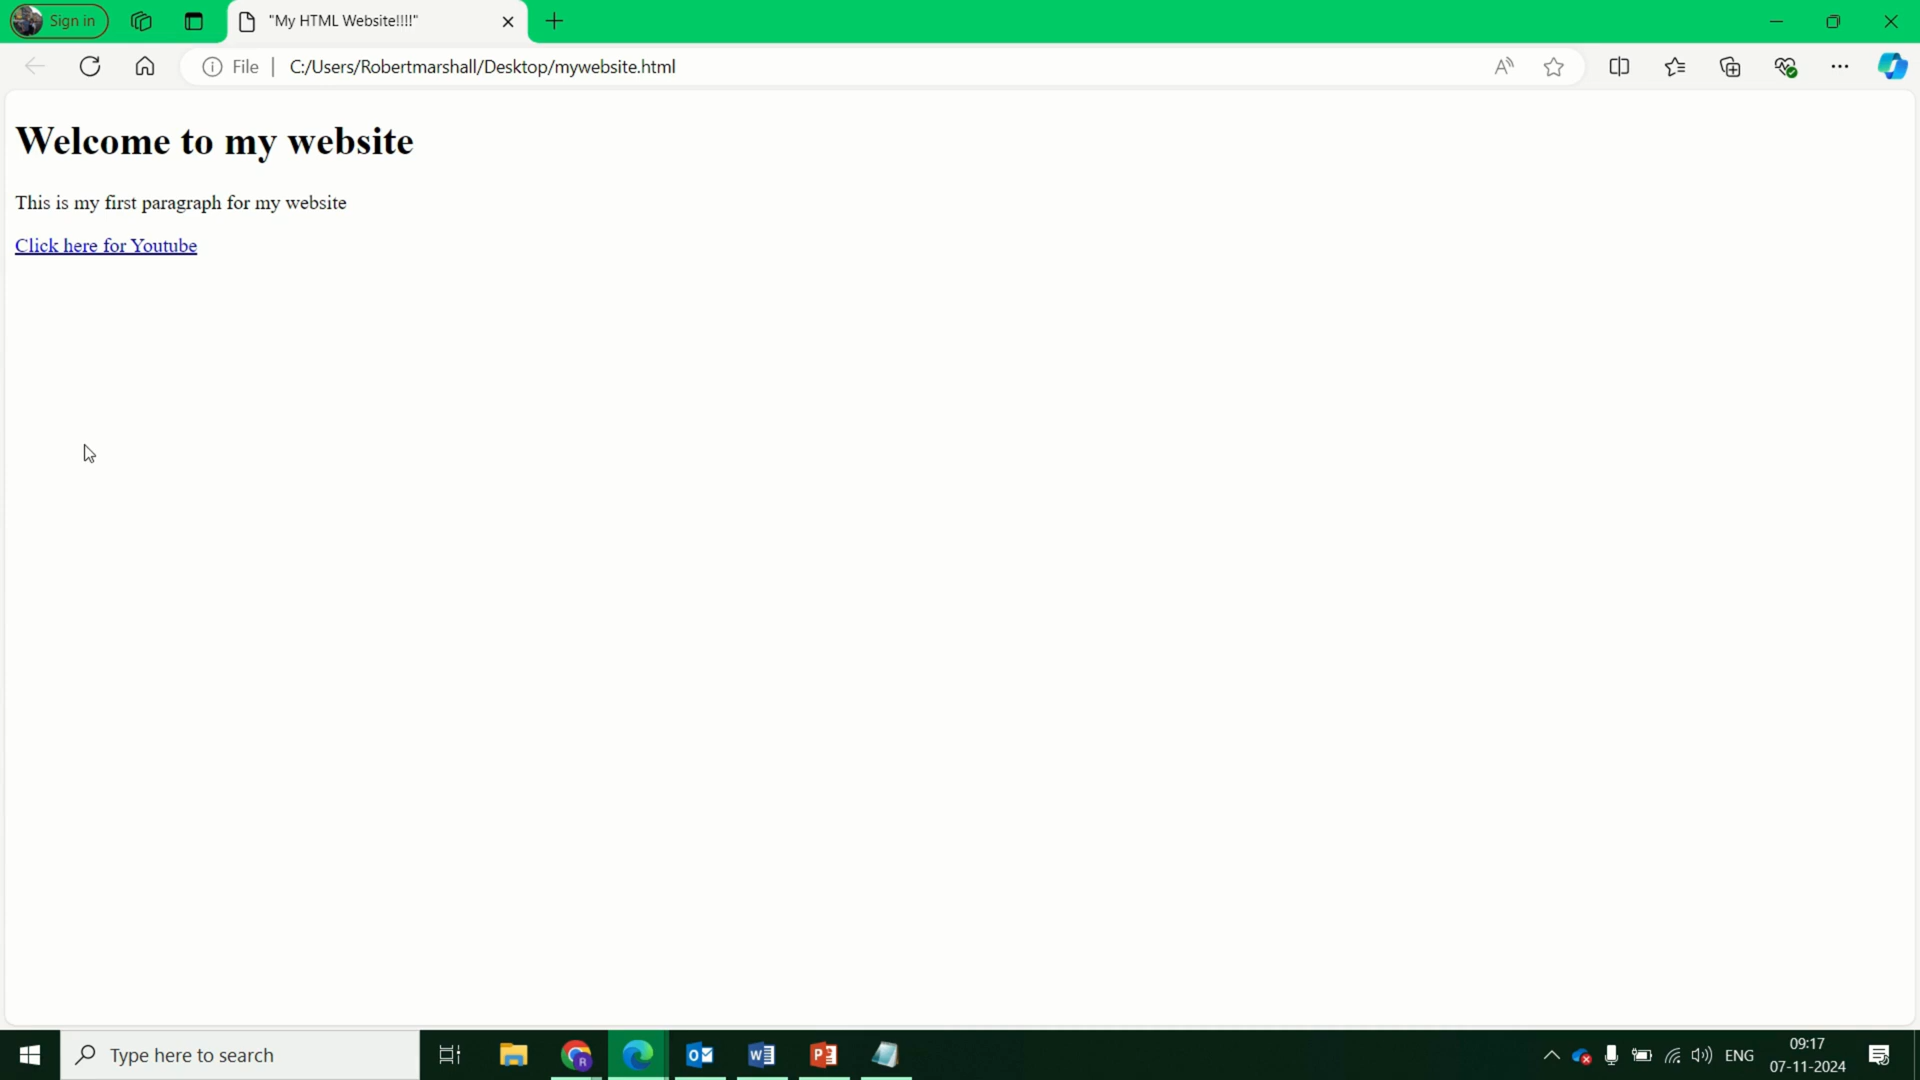 Sign in
"My HTML Website!!!!"
File
C:/Users/Robertmarshall/Desktop/mywebsite.html
Welcome to my website
This is my first paragraph for my website
Click here for Youtube
Type here to search
ENG
09:17
07-11-2024